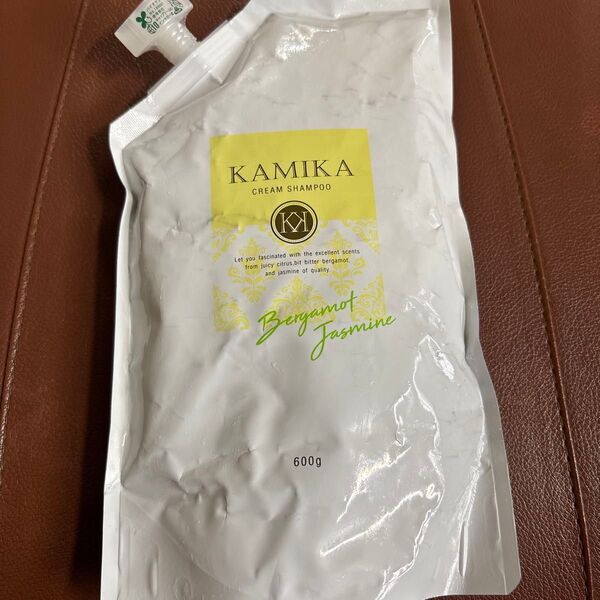 KAMIKA
CREAM SHAMPOO
KK
Let you fascinated with the excellent scents
from juicy citrus,bit bitter bergamot,
and jasmine of quality.
Bergamot
Jasmine
600g